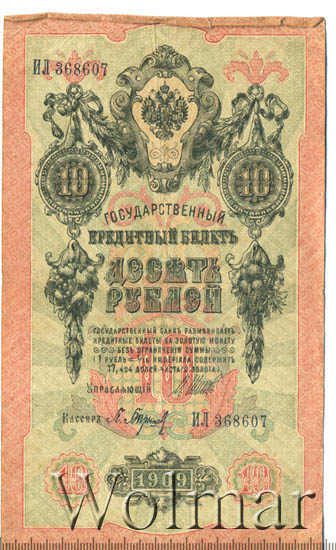 ИЛ 368607
10 10
ГОСУДАРСТВЕННЫЙ
КРЕДИТНЫЙ БИЛЕТЪ
ДЕСЯТЬ
РУБЛЕЙ
ГОСУДАРСТВЕННЫЙ БАНКЪ РАЗМѢНИВАЕТЪ
КРЕДИТНЫЕ БИЛЕТЫ НА ЗОЛОТУЮ МОНЕТУ
БЕЗЪ ОГРАНИЧЕНІЯ СУММЫ
(1 РУБЛЬ = 1/15 ИМПЕРІАЛА, СОДЕРЖИТЪ
17,424 ДОЛЕЙ ЧИСТАГО ЗОЛОТА).
10
УПРАВЛЯЮЩІЙ
КАССИРЪ
ИЛ 368607
10 1909 10
Wolmar